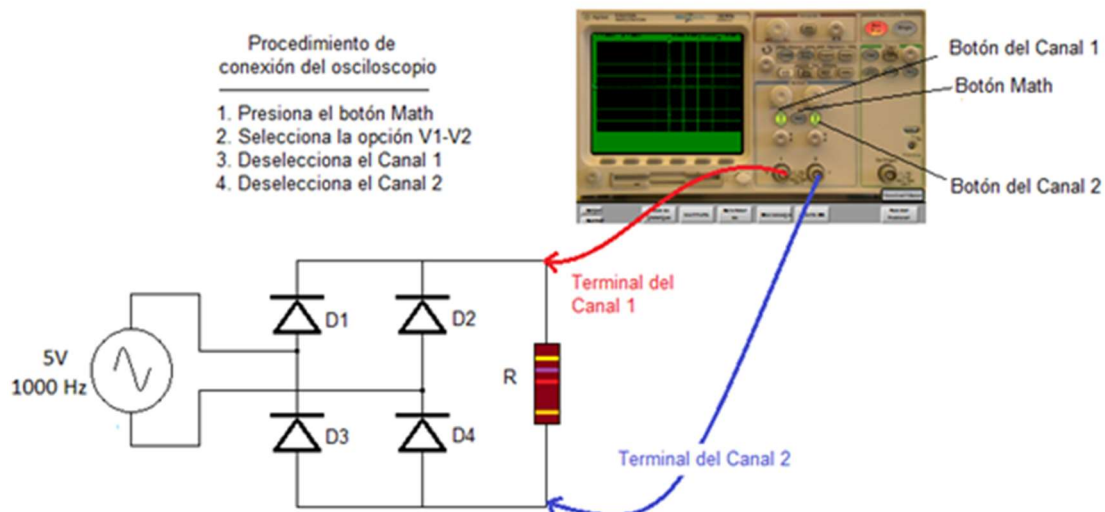 Procedimiento de
conexión del osciloscopio
1. Presiona el botón Math
2. Selecciona la opción V1-V2
3. Deselecciona el Canal 1
4. Deselecciona el Canal 2
Botón del Canal 1
Botón Math
Botón del Canal 2
Terminal del
Canal 1
D1
D2
5V
1000 Hz
R
D3
D4
Terminal del Canal 2